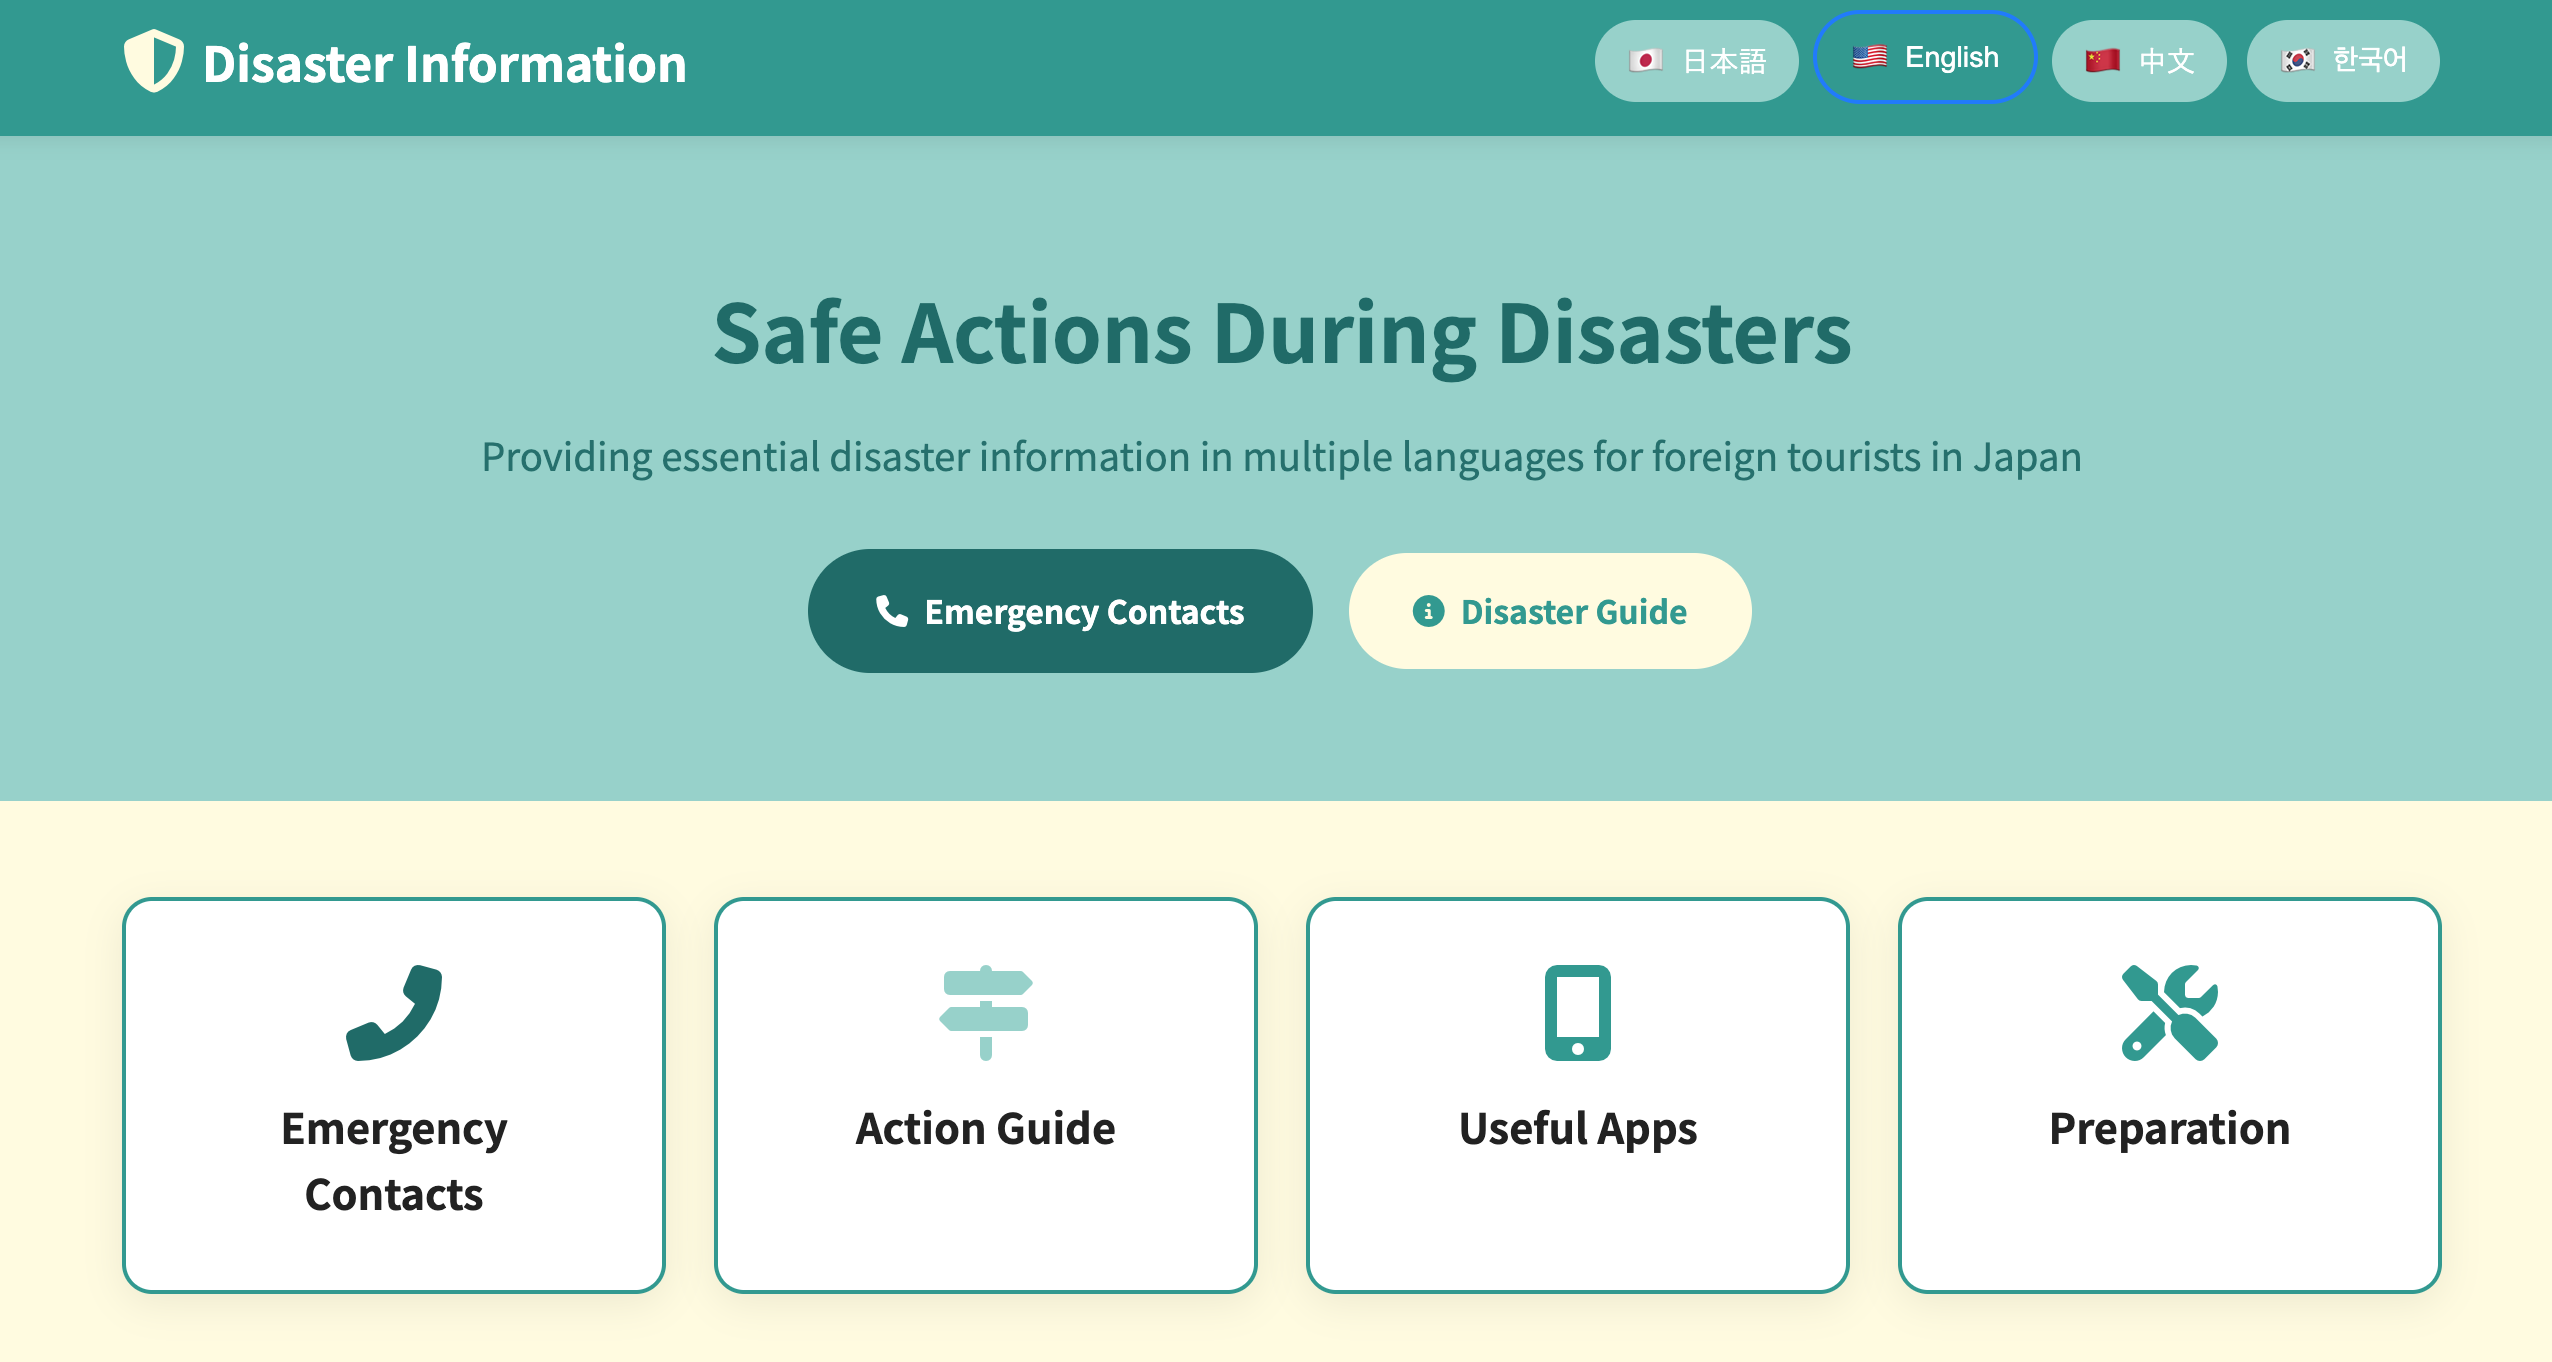 Disaster Information
日本語
English
中文
한국어
Safe Actions During Disasters
Providing essential disaster information in multiple languages for foreign tourists in Japan
Emergency Contacts
Disaster Guide
Emergency
Contacts
Action Guide
Useful Apps
Preparation